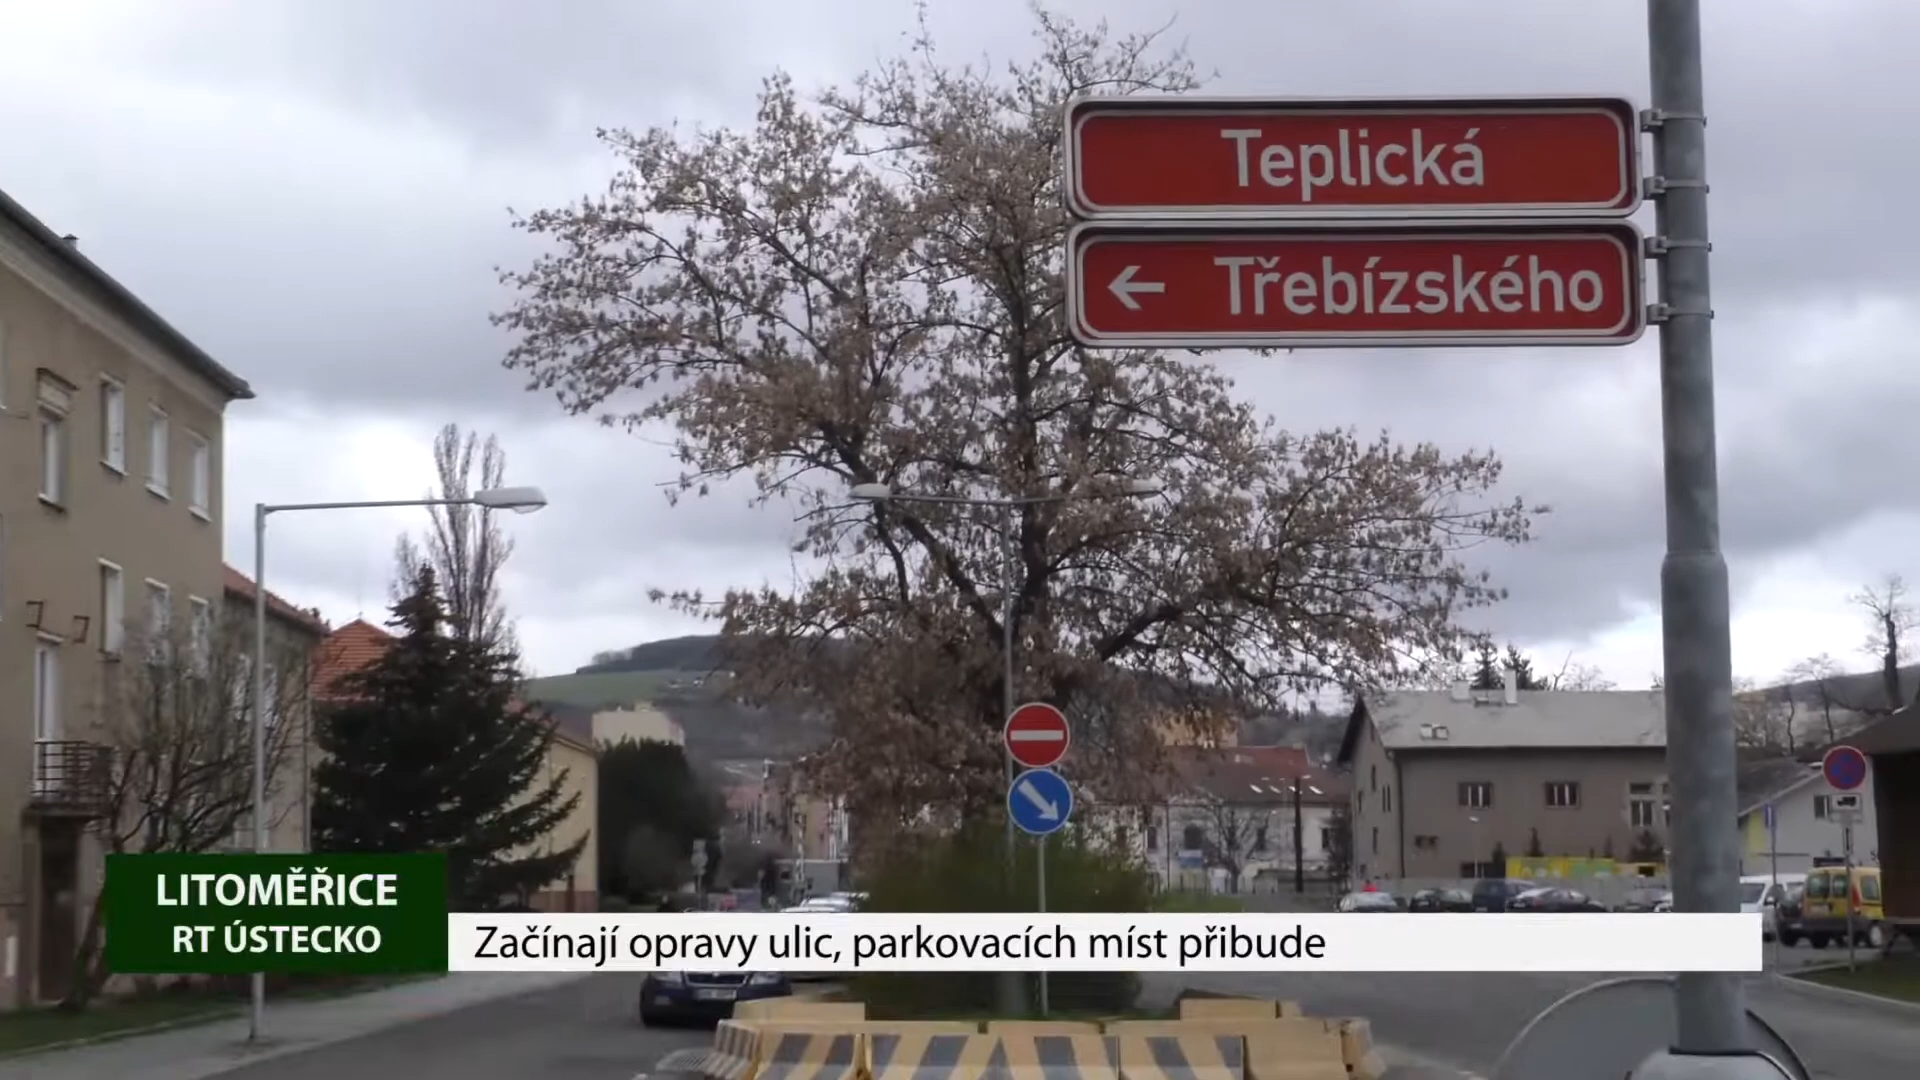 Teplická
← Třebízského
LITOMĚŘICE
RT ÚSTECKO
Začínají opravy ulic, parkovacích míst přibude